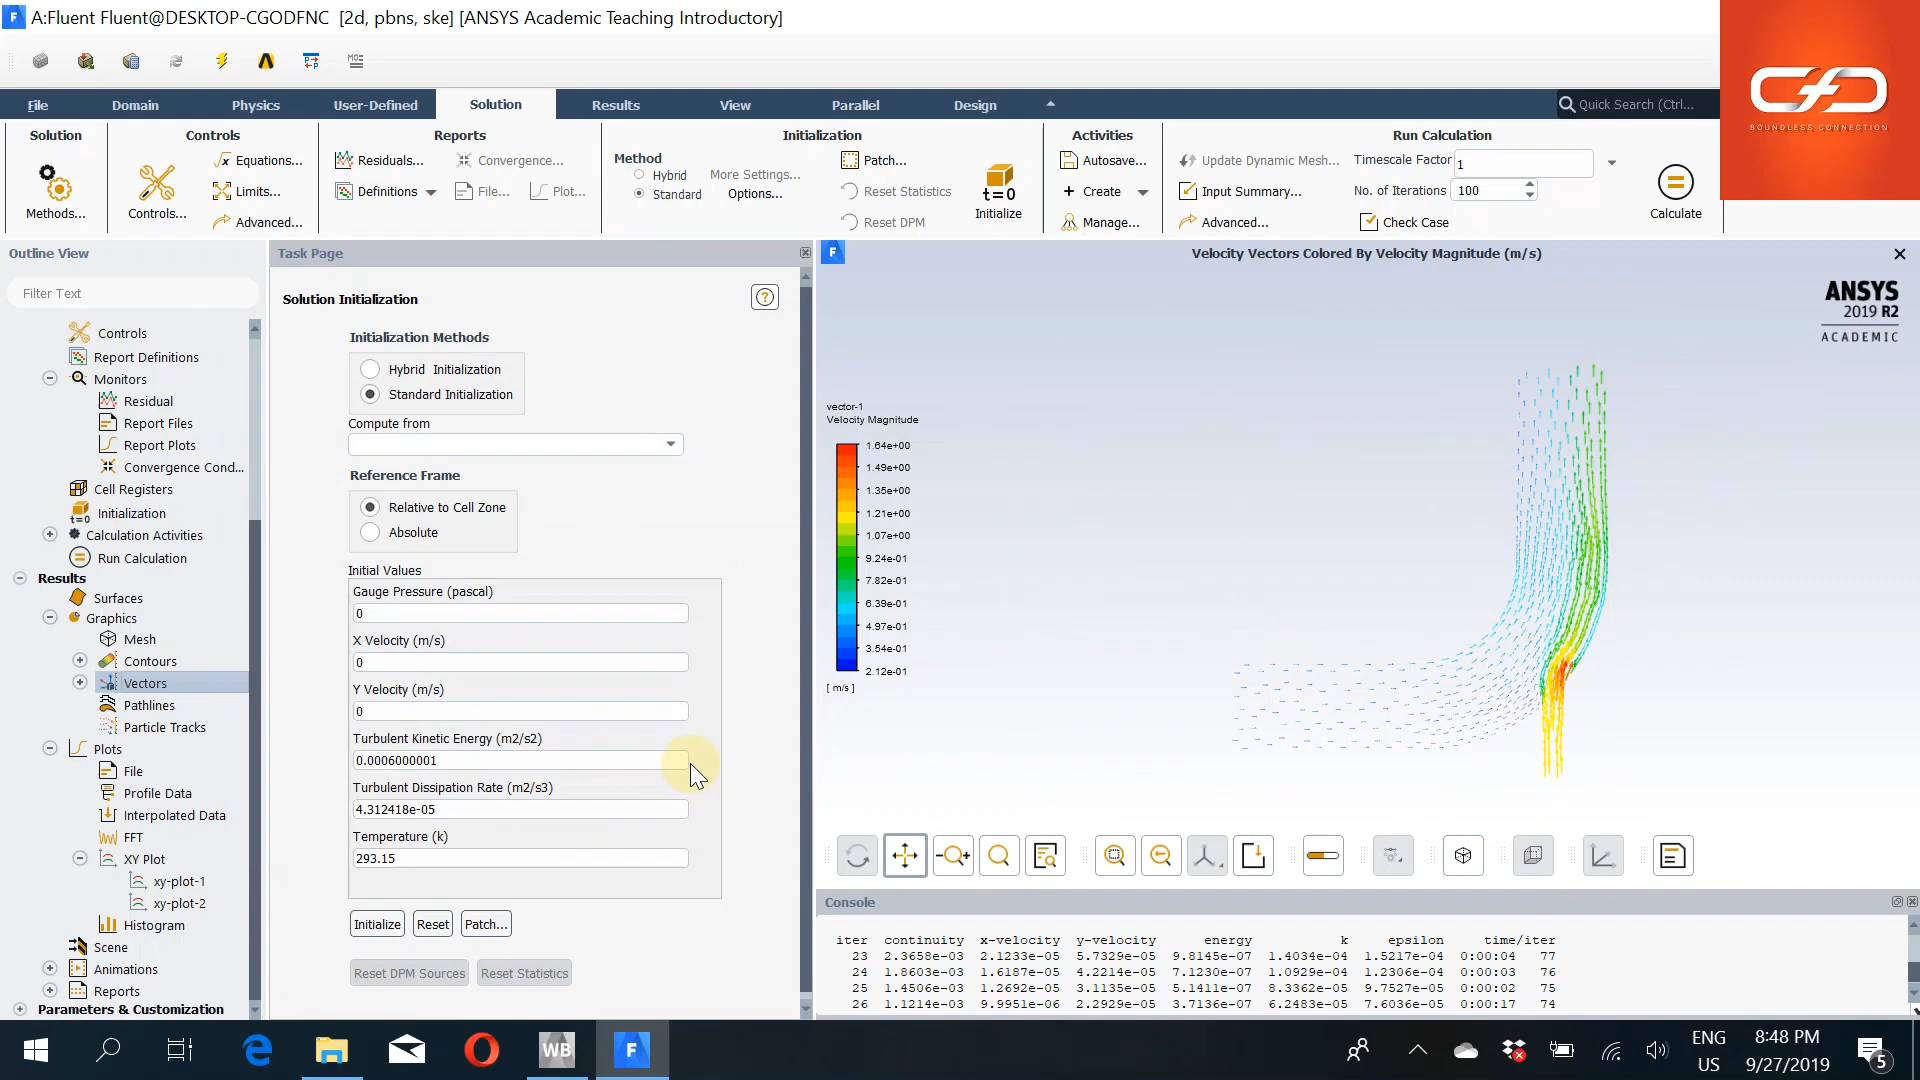 A:Fluent Fluent@DESKTOP-CGODFNC [2d, pbns, ske] [ANSYS Academic Teaching Introductory]
File Domain Physics User-Defined Solution Results View Parallel Design Quick Search (Ctrl...
BOUNDLESS CONNECTION
Solution
Methods...
Controls
Controls...
Equations...
Limits...
Advanced...
Reports
Residuals... Convergence...
Definitions File... Plot...
Initialization
Method
Hybrid More Settings...
Standard Options...
Patch...
Reset Statistics
Reset DPM
t=0
Initialize
Activities
Autosave...
Create
Manage...
Run Calculation
Update Dynamic Mesh... Timescale Factor 1
Input Summary... No. of Iterations 100
Advanced... Check Case
Calculate
Outline View
Filter Text
Controls
Report Definitions
Monitors
Residual
Report Files
Report Plots
Convergence Cond...
Cell Registers
t=0 Initialization
Calculation Activities
Run Calculation
Results
Surfaces
Graphics
Mesh
Contours
Vectors
Pathlines
Particle Tracks
Plots
File
Profile Data
Interpolated Data
FFT
XY Plot
xy-plot-1
xy-plot-2
Histogram
Scene
Animations
Reports
Parameters & Customization
Task Page
Solution Initialization
Initialization Methods
Hybrid Initialization
Standard Initialization
Compute from
Reference Frame
Relative to Cell Zone
Absolute
Initial Values
Gauge Pressure (pascal)
0
X Velocity (m/s)
0
Y Velocity (m/s)
0
Turbulent Kinetic Energy (m2/s2)
0.0006000001
Turbulent Dissipation Rate (m2/s3)
4.312418e-05
Temperature (k)
293.15
Initialize Reset Patch...
Reset DPM Sources Reset Statistics
Velocity Vectors Colored By Velocity Magnitude (m/s)
ANSYS
2019 R2
ACADEMIC
vector-1
Velocity Magnitude
1.64e+00
1.49e+00
1.35e+00
1.21e+00
1.07e+00
9.24e-01
7.82e-01
6.39e-01
4.97e-01
3.54e-01
2.12e-01
[ m/s ]
Console
iter continuity x-velocity y-velocity energy k epsilon time/iter
23 2.3658e-03 2.1233e-05 5.7329e-05 9.8145e-07 1.4034e-04 1.5217e-04 0:00:04 77
24 1.8603e-03 1.6187e-05 4.2214e-05 7.1230e-07 1.0929e-04 1.2306e-04 0:00:03 76
25 1.4506e-03 1.2692e-05 3.1135e-05 5.1411e-07 8.3362e-05 9.7527e-05 0:00:02 75
26 1.1214e-03 9.9951e-06 2.2925e-05 3.7136e-07 6.2483e-05 7.6036e-05 0:00:17 74
WB
F
ENG
US
8:48 PM
9/27/2019
5